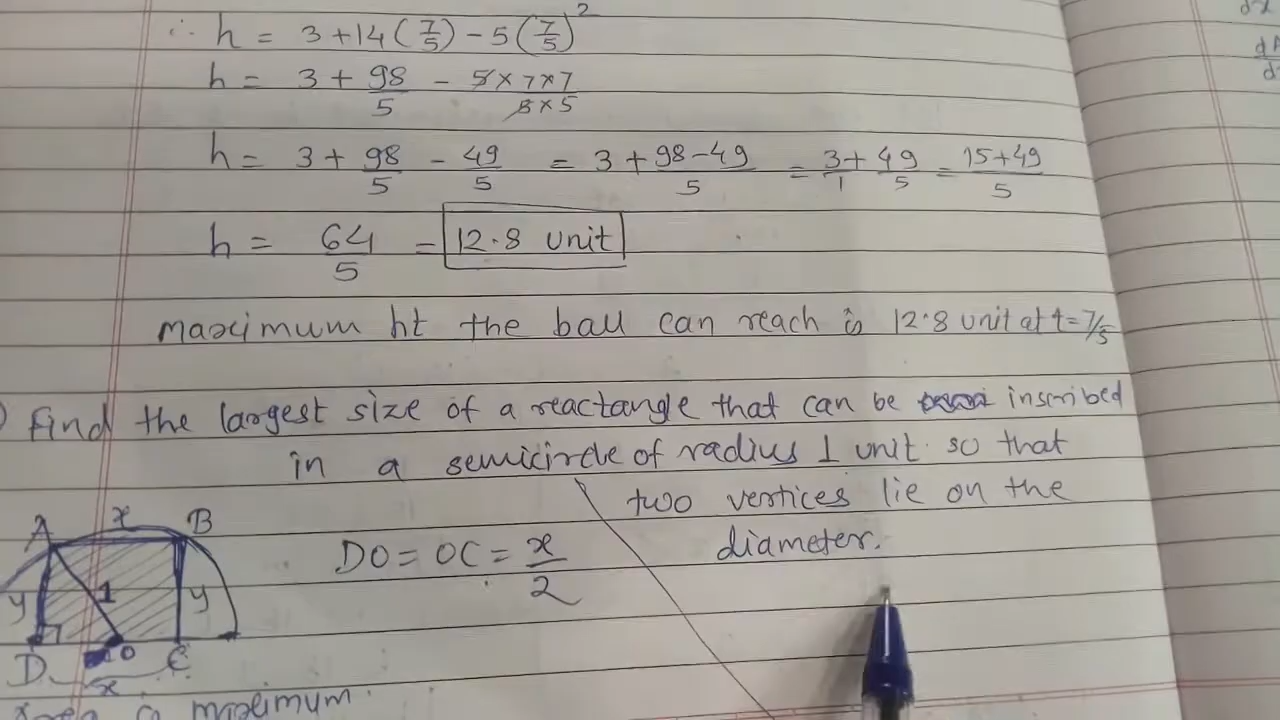 ∴ h = 3 + 14 (7/5) - 5 (7/5)²
h = 3 + 98/5 - 5 × 7 × 7 / 5 × 5
h = 3 + 98/5 - 49/5 = 3 + 98-49/5 = 3/1 + 49/5 = 15+49/5
h = 64/5 = 12.8 unit
maximum ht the ball can reach is 12.8 unit at t=7/5
Find the largest size of a reactangle that can be inscribed
in a semicircle of radius 1 unit so that
two vertices lie on the
diameter.
DO = OC = x/2
A x B
y 1 y
D O C
x
Area is maximum.